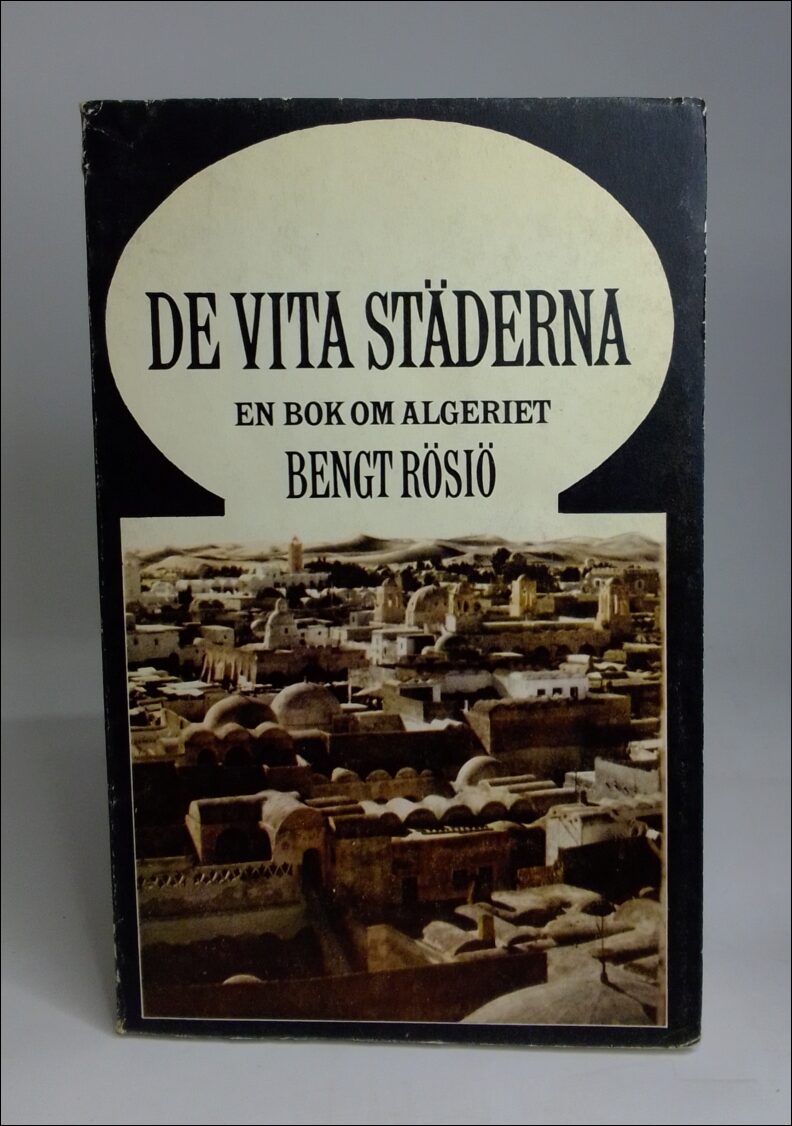 DE VITA STÄDERNA
EN BOK OM ALGERIET
BENGT RÖSIÖ